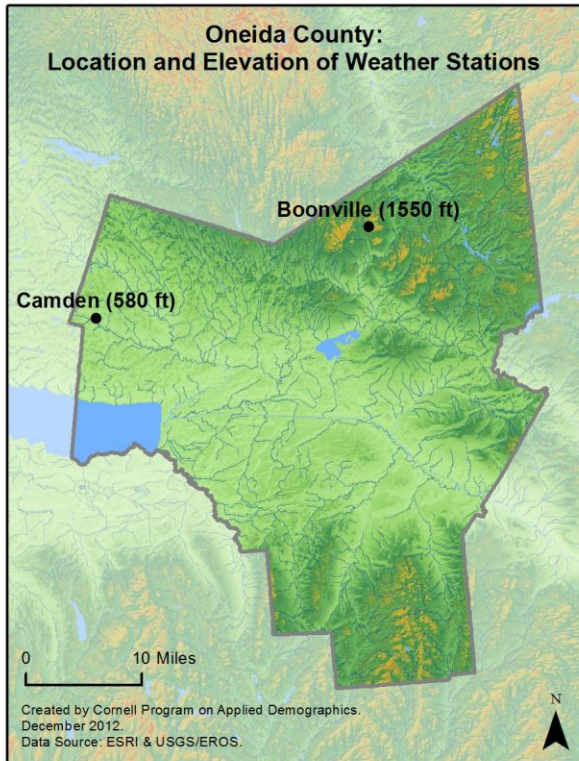 Oneida County:
Location and Elevation of Weather Stations
Boonville (1550 ft)
Camden (580 ft)
0 10 Miles
Created by Cornell Program on Applied Demographics.
December 2012.
Data Source: ESRI & USGS/EROS.
N